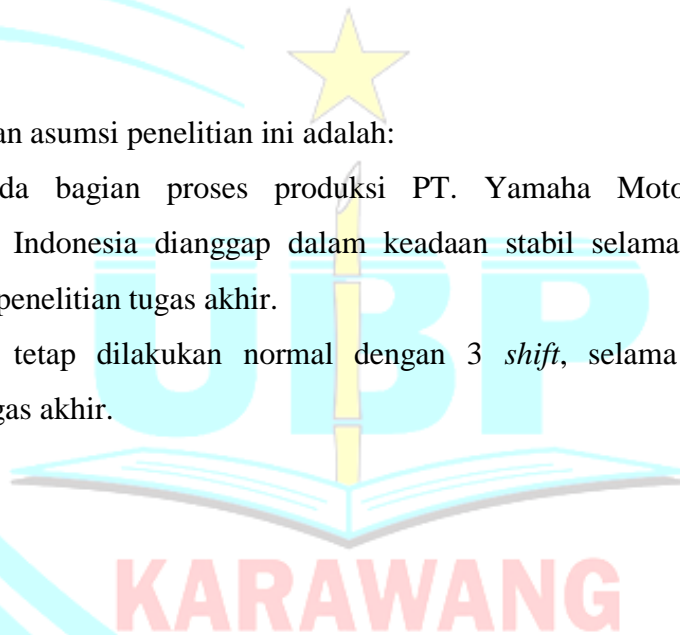 an asumsi penelitian ini adalah:
da bagian proses produksi PT. Yamaha Moto
Indonesia dianggap dalam keadaan stabil selama
penelitian tugas akhir.
tetap dilakukan normal dengan 3 shift, selama
gas akhir.
UBP
KARAWANG